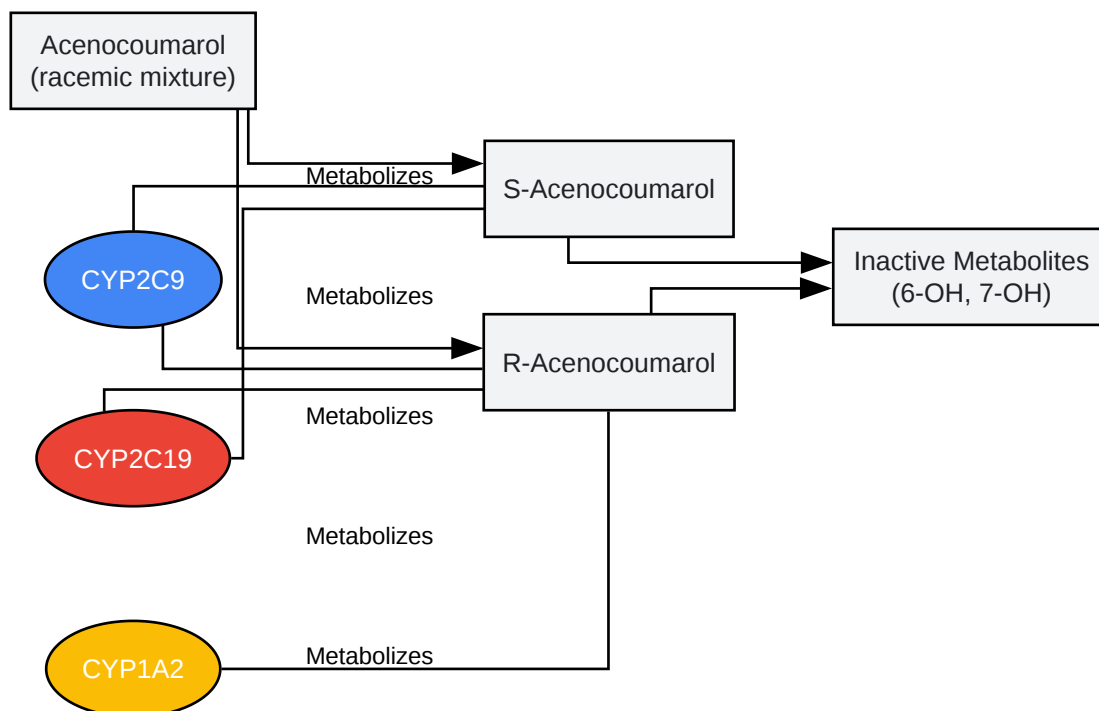 Acenocoumarol
(racemic mixture)
Metabolizes
S-Acenocoumarol
CYP2C9
Metabolizes
Inactive Metabolites
(6-OH, 7-OH)
R-Acenocoumarol
Metabolizes
CYP2C19
Metabolizes
Metabolizes
CYP1A2